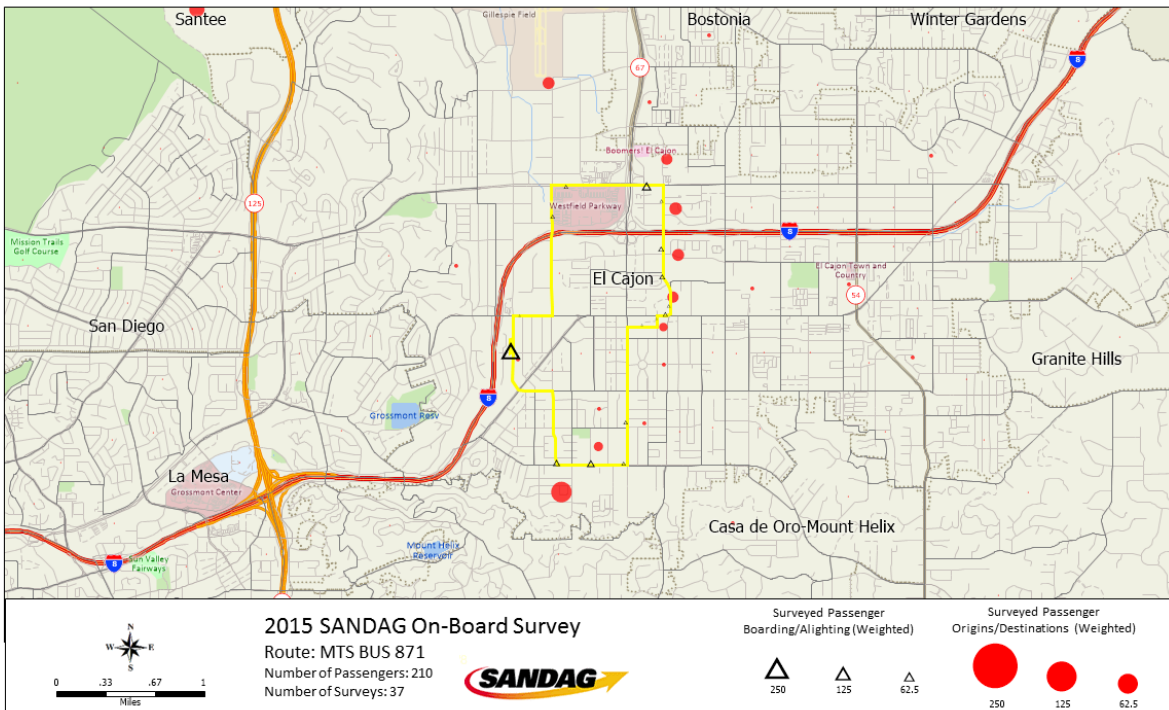 Santee
Gillespie Field
Bostonia
Winter Gardens
8
67
Boomers! El Cajon
125
Westfield Parkway
8
Mission Trails
Golf Course
El Cajon
El Cajon Town and
Country
54
San Diego
Granite Hills
8
Grossmont Resv
La Mesa
Grossmont Center
Casa de Oro-Mount Helix
Mount Helix
Reservoir
Sun Valley
Fairways
8
N
W E
S
0 .33 .67 1
Miles
2015 SANDAG On-Board Survey
Route: MTS BUS 871
Number of Passengers: 210
Number of Surveys: 37
SANDAG
Surveyed Passenger
Boarding/Alighting (Weighted)
250 125 62.5
Surveyed Passenger
Origins/Destinations (Weighted)
250 125 62.5